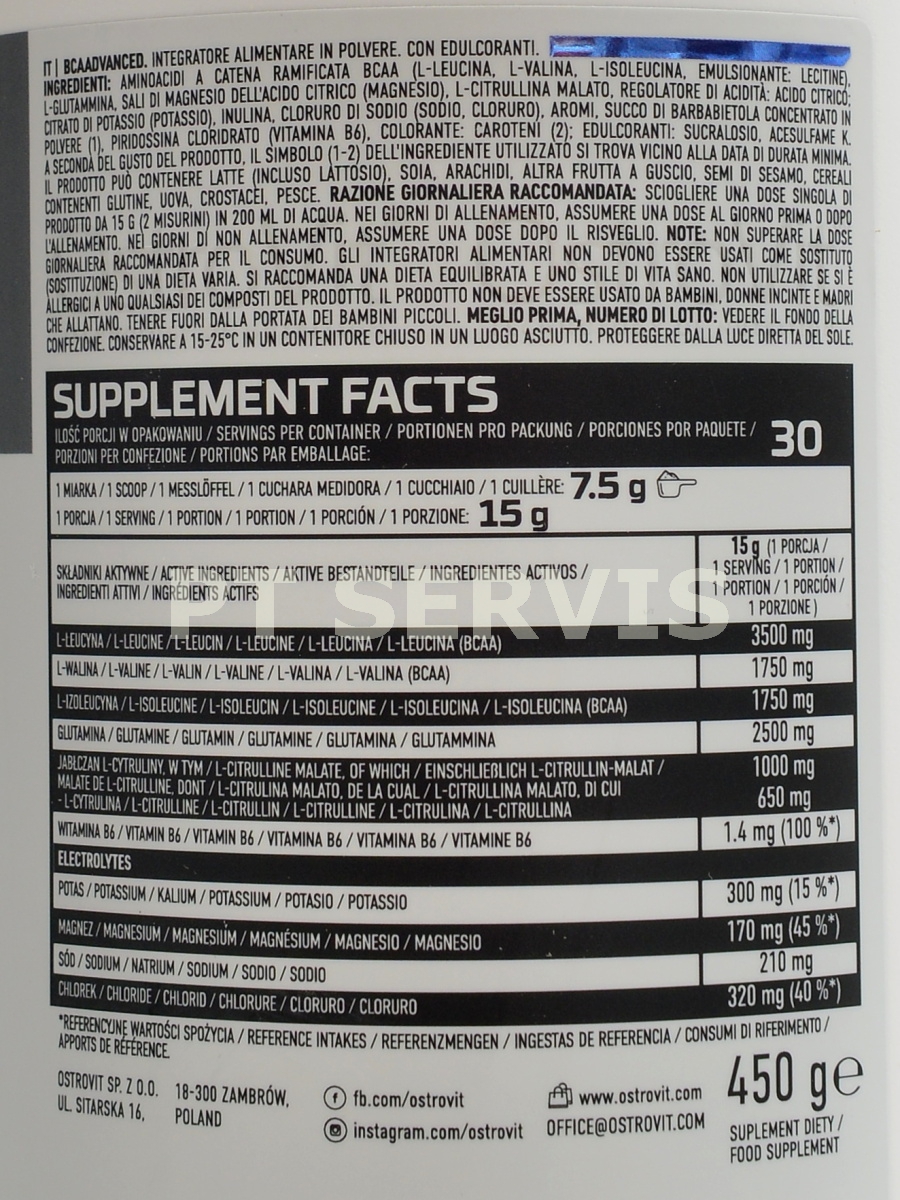 IT | BCAADVANCED. INTEGRATORE ALIMENTARE IN POLVERE. CON EDULCORANTI.
INGREDIENTI: AMINOACIDI A CATENA RAMIFICATA BCAA (L-LEUCINA, L-VALINA, L-ISOLEUCINA, EMULSIONANTE: LECITINE),
L-GLUTAMMINA, SALI DI MAGNESIO DELL'ACIDO CITRICO (MAGNESIO), L-CITRULLINA MALATO, REGOLATORE DI ACIDITÀ: ACIDO CITRICO;
CITRATO DI POTASSIO (POTASSIO), INULINA, CLORURO DI SODIO (SODIO, CLORURO), AROMI, SUCCO DI BARBABIETOLA CONCENTRATO IN
POLVERE (1), PIRIDOSSINA CLORIDRATO (VITAMINA B6), COLORANTE: CAROTENI (2); EDULCORANTI: SUCRALOSIO, ACESULFAME K.
A SECONDA DEL GUSTO DEL PRODOTTO, IL SIMBOLO (1-2) DELL'INGREDIENTE UTILIZZATO SI TROVA VICINO ALLA DATA DI DURATA MINIMA.
IL PRODOTTO PUÒ CONTENERE LATTE (INCLUSO LATTOSIO), SOIA, ARACHIDI, ALTRA FRUTTA A GUSCIO, SEMI DI SESAMO, CEREALI
CONTENENTI GLUTINE, UOVA, CROSTACEI, PESCE. RAZIONE GIORNALIERA RACCOMANDATA: SCIOGLIERE UNA DOSE SINGOLA DI
PRODOTTO DA 15 G (2 MISURINI) IN 200 ML DI ACQUA. NEI GIORNI DI ALLENAMENTO, ASSUMERE UNA DOSE AL GIORNO PRIMA O DOPO
L'ALLENAMENTO. NEI GIORNI DI NON ALLENAMENTO, ASSUMERE UNA DOSE DOPO IL RISVEGLIO. NOTE: NON SUPERARE LA DOSE
GIORNALIERA RACCOMANDATA PER IL CONSUMO. GLI INTEGRATORI ALIMENTARI NON DEVONO ESSERE USATI COME SOSTITUTO
(SOSTITUZIONE) DI UNA DIETA VARIA. SI RACCOMANDA UNA DIETA EQUILIBRATA E UNO STILE DI VITA SANO. NON UTILIZZARE SE SI È
ALLERGICI A UNO QUALSIASI DEI COMPOSTI DEL PRODOTTO. IL PRODOTTO NON DEVE ESSERE USATO DA BAMBINI, DONNE INCINTE E MADRI
CHE ALLATTANO. TENERE FUORI DALLA PORTATA DEI BAMBINI PICCOLI. MEGLIO PRIMA, NUMERO DI LOTTO: VEDERE IL FONDO DELLA
CONFEZIONE. CONSERVARE A 15-25°C IN UN CONTENITORE CHIUSO IN UN LUOGO ASCIUTTO. PROTEGGERE DALLA LUCE DIRETTA DEL SOLE.
SUPPLEMENT FACTS
ILOŚĆ PORCJI W OPAKOWANIU / SERVINGS PER CONTAINER / PORTIONEN PRO PACKUNG / PORCIONES POR PAQUETE /
PORZIONI PER CONFEZIONE / PORTIONS PAR EMBALLAGE: 30
1 MIARKA / 1 SCOOP / 1 MESSLÖFFEL / 1 CUCHARA MEDIDORA / 1 CUCCHIAIO / 1 CUILLÈRE: 7.5 g
1 PORCJA / 1 SERVING / 1 PORTION / 1 PORTION / 1 PORCIÓN / 1 PORZIONE: 15 g
SKŁADNIKI AKTYWNE / ACTIVE INGREDIENTS / AKTIVE BESTANDTEILE / INGREDIENTES ACTIVOS /
INGREDIENTI ATTIVI / INGRÉDIENTS ACTIFS
15 g (1 PORCJA /
1 SERVING / 1 PORTION /
1 PORTION / 1 PORCIÓN /
1 PORZIONE )
PT SERVIS
L-LEUCYNA / L-LEUCINE / L-LEUCIN / L-LEUCINE / L-LEUCINA / L-LEUCINA (BCAA) 3500 mg
L-WALINA / L-VALINE / L-VALIN / L-VALINE / L-VALINA / L-VALINA (BCAA) 1750 mg
L-IZOLEUCYNA / L-ISOLEUCINE / L-ISOLEUCIN / L-ISOLEUCINE / L-ISOLEUCINA / L-ISOLEUCINA (BCAA) 1750 mg
GLUTAMINA / GLUTAMINE / GLUTAMIN / GLUTAMINE / GLUTAMINA / GLUTAMMINA 2500 mg
JABŁCZAN L-CYTRULINY, W TYM / L-CITRULLINE MALATE, OF WHICH / EINSCHLIEßLICH L-CITRULLIN-MALAT / 1000 mg
MALATE DE L-CITRULLINE, DONT / L-CITRULINA MALATO, DE LA CUAL / L-CITRULLINA MALATO, DI CUI
- L-CYTRULINA / L-CITRULLINE / L-CITRULLIN / L-CITRULLINE / L-CITRULINA / L-CITRULLINA 650 mg
WITAMINA B6 / VITAMIN B6 / VITAMIN B6 / VITAMINA B6 / VITAMINA B6 / VITAMINE B6 1.4 mg (100 %*)
ELECTROLYTES
POTAS / POTASSIUM / KALIUM / POTASSIUM / POTASIO / POTASSIO 300 mg (15 %*)
MAGNEZ / MAGNESIUM / MAGNESIUM / MAGNÉSIUM / MAGNESIO / MAGNESIO 170 mg (45 %*)
SÓD / SODIUM / NATRIUM / SODIUM / SODIO / SODIO 210 mg
CHLOREK / CHLORIDE / CHLORID / CHLORURE / CLORURO / CLORURO 320 mg (40 %*)
*REFERENCYJNE WARTOŚCI SPOŻYCIA / REFERENCE INTAKES / REFERENZMENGEN / INGESTAS DE REFERENCIA / CONSUMI DI RIFERIMENTO /
APPORTS DE RÉFÉRENCE.
OSTROVIT SP. Z O.O.
UL. SITARSKA 16,
18-300 ZAMBRÓW,
POLAND
fb.com/ostrovit
instagram.com/ostrovit
www.ostrovit.com
OFFICE@OSTROVIT.COM
450 g e
SUPLEMENT DIETY /
FOOD SUPPLEMENT